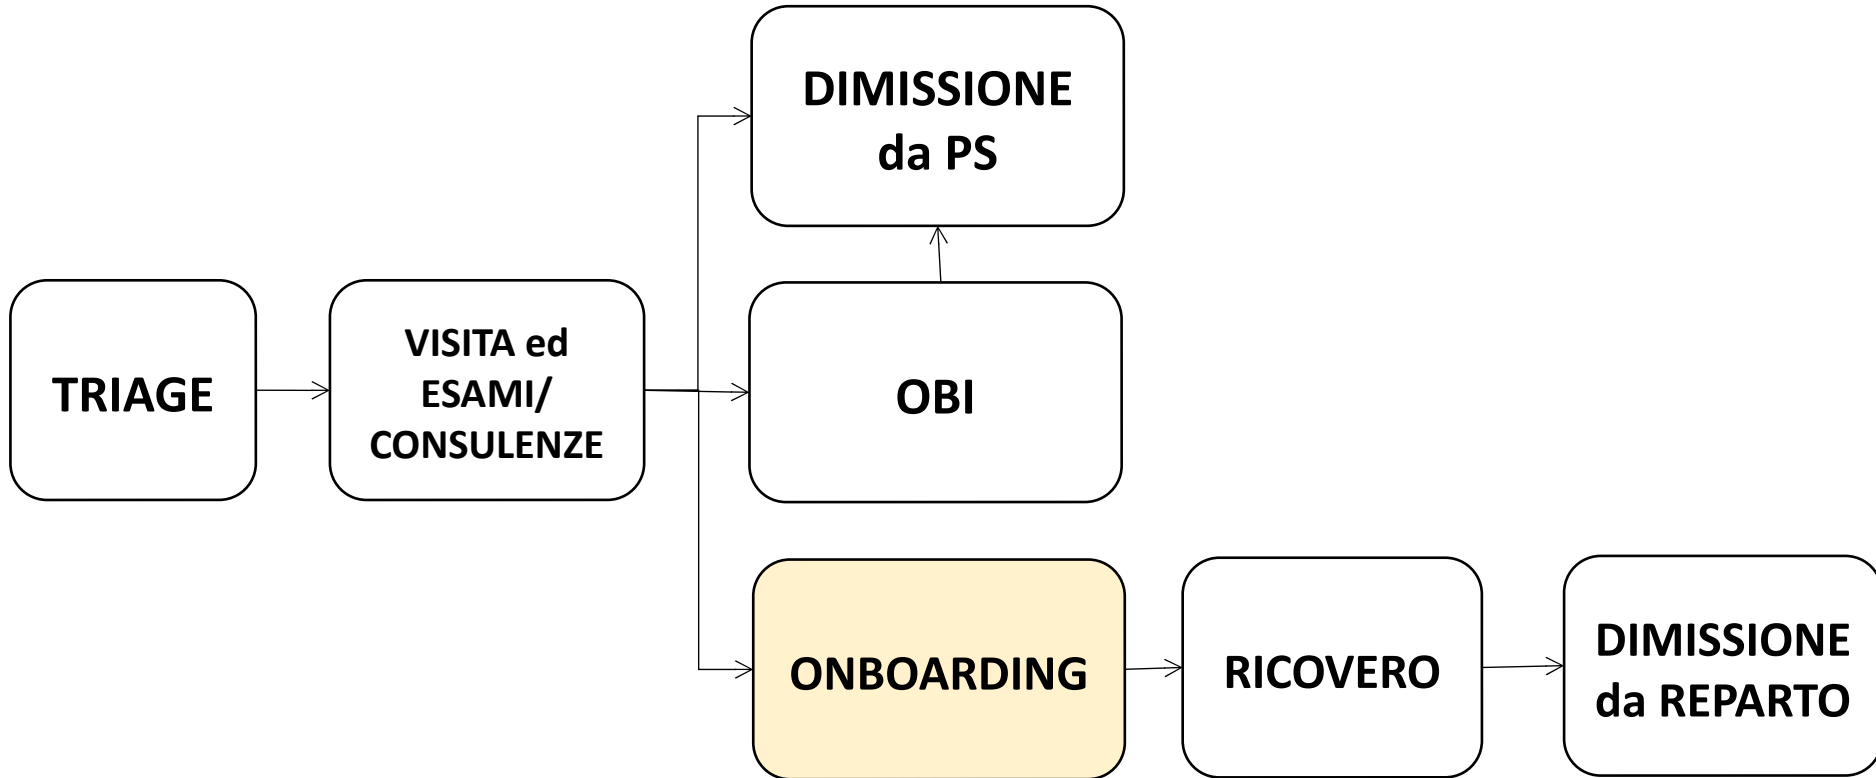 DIMISSIONE
da PS
TRIAGE
VISITA ed
ESAMI/
CONSULENZE
OBI
ONBOARDING
RICOVERO
DIMISSIONE
da REPARTO